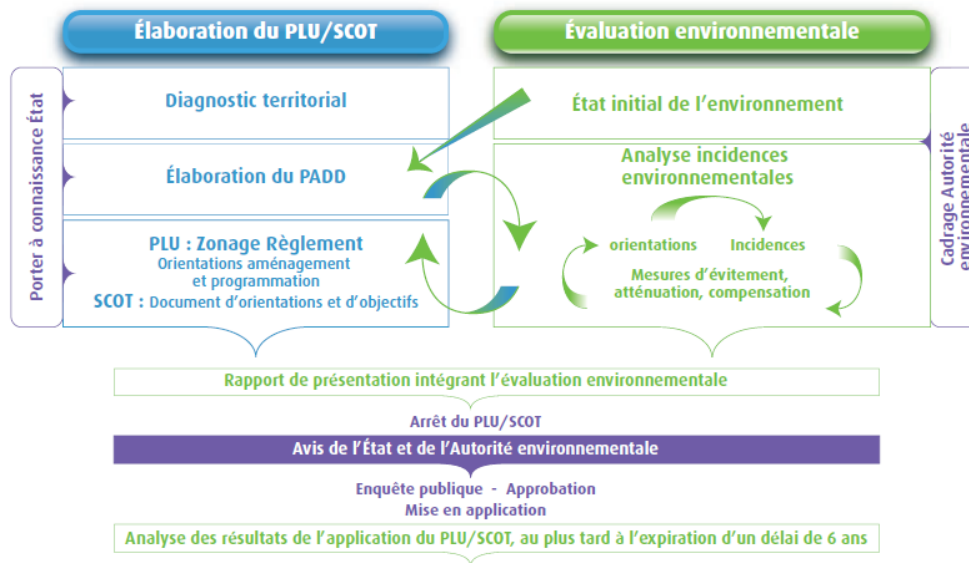 Élaboration du PLU/SCOT
Évaluation environnementale
Porter à connaissance État
Diagnostic territorial
Élaboration du PADD
PLU : Zonage Règlement
Orientations aménagement
et programmation
SCOT : Document d'orientations et d'objectifs
État initial de l'environnement
Analyse incidences
environnementales
orientations
Incidences
Mesures d'évitement,
atténuation, compensation
Cadrage Autorité
environnementale
Rapport de présentation intégrant l'évaluation environnementale
Arrêt du PLU/SCOT
Avis de l'État et de l'Autorité environnementale
Enquête publique - Approbation
Mise en application
Analyse des résultats de l'application du PLU/SCOT, au plus tard à l'expiration d'un délai de 6 ans